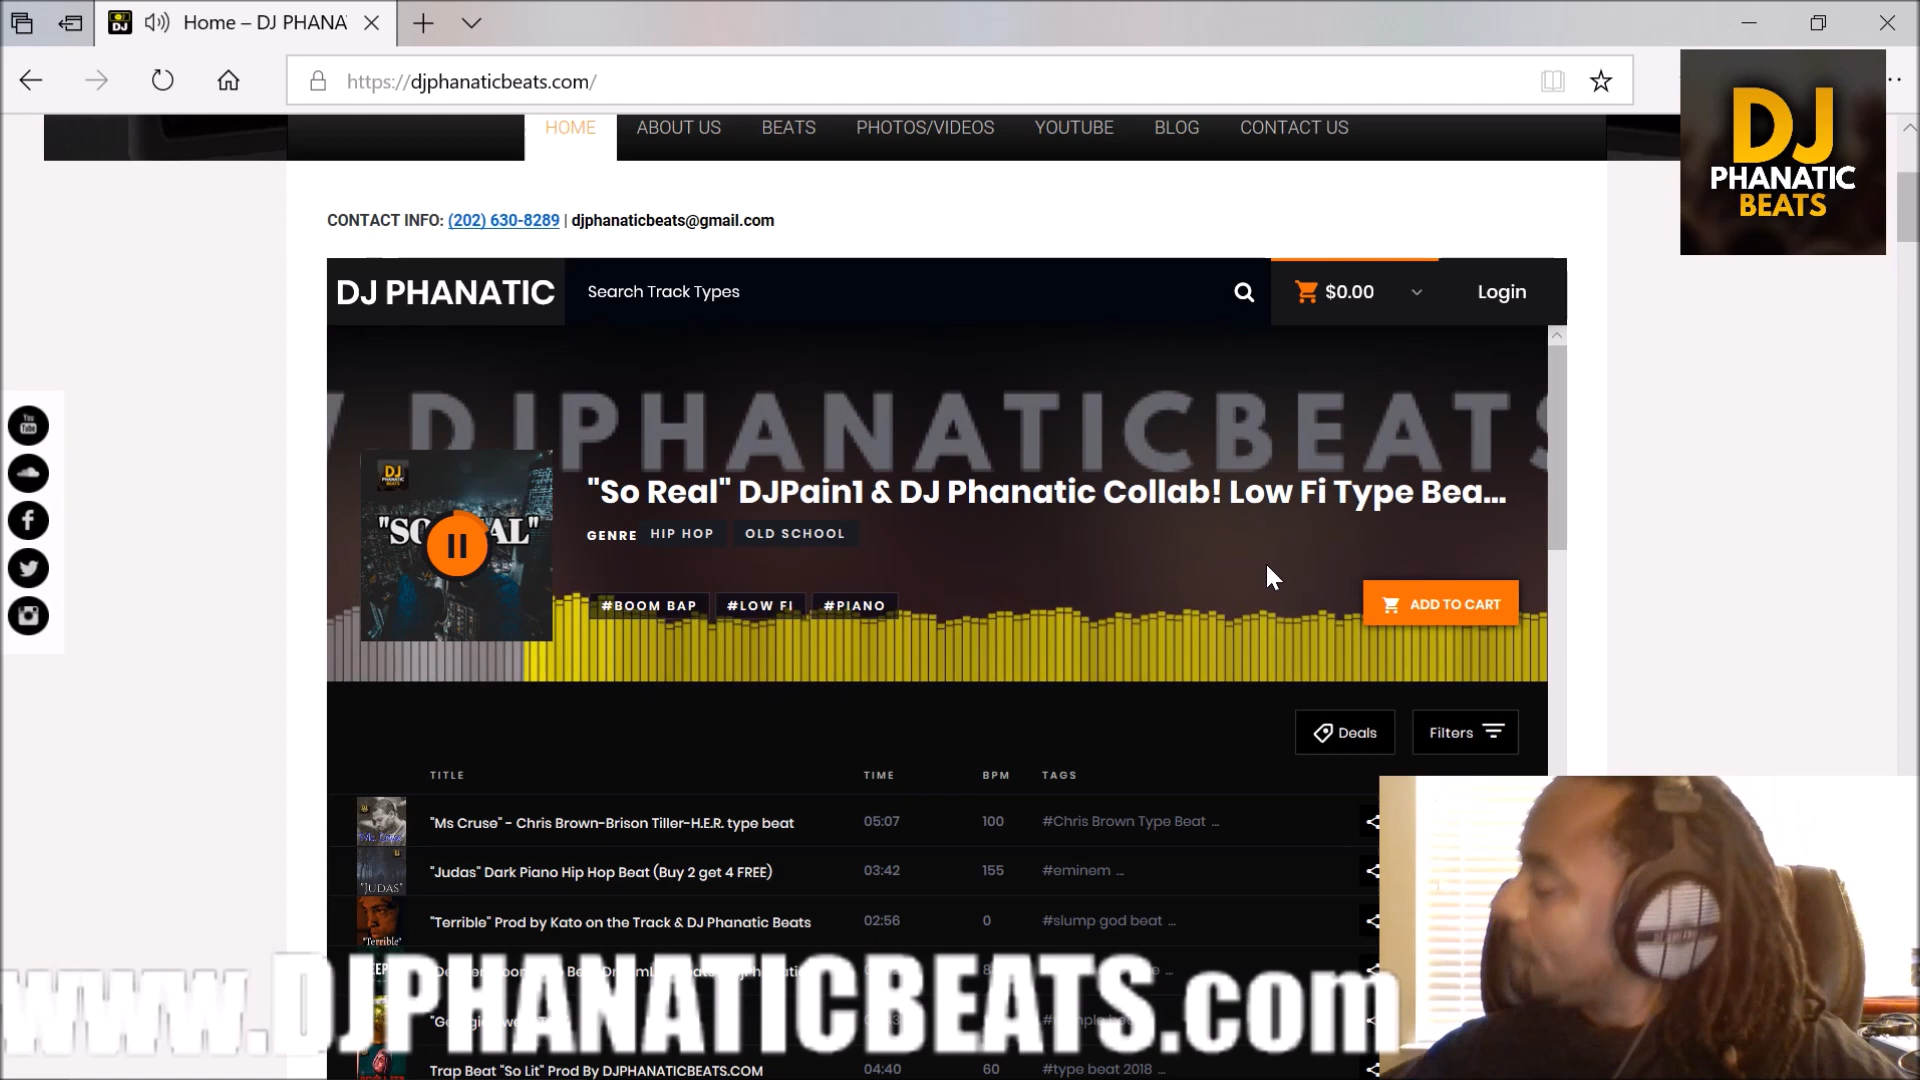 Home – DJ PHANA
https://djphanaticbeats.com/
HOME ABOUT US BEATS PHOTOS/VIDEOS YOUTUBE BLOG CONTACT US
DJ
PHANATIC
BEATS
CONTACT INFO: (202) 630-8289 | djphanaticbeats@gmail.com
DJ PHANATIC Search Track Types $0.00 Login
DJPHANATICBEATS
"So Real" DJPain1 & DJ Phanatic Collab! Low Fi Type Bea...
GENRE HIP HOP OLD SCHOOL
#BOOM BAP #LOW FI #PIANO
ADD TO CART
Deals Filters
TITLE TIME BPM TAGS
"Ms Cruse" - Chris Brown-Brison Tiller-H.E.R. type beat 05:07 100 #Chris Brown Type Beat ...
"Judas" Dark Piano Hip Hop Beat (Buy 2 get 4 FREE) 03:42 155 #eminem ...
"JUDAS"
"Terrible" Prod by Kato on the Track & DJ Phanatic Beats 02:56 0 #slump god beat ...
"Terrible"
www.DJPHANATICBEATS.com
Trap Beat "So Lit" Prod By DJPHANATICBEATS.COM 04:40 60 #type beat 2018 ...